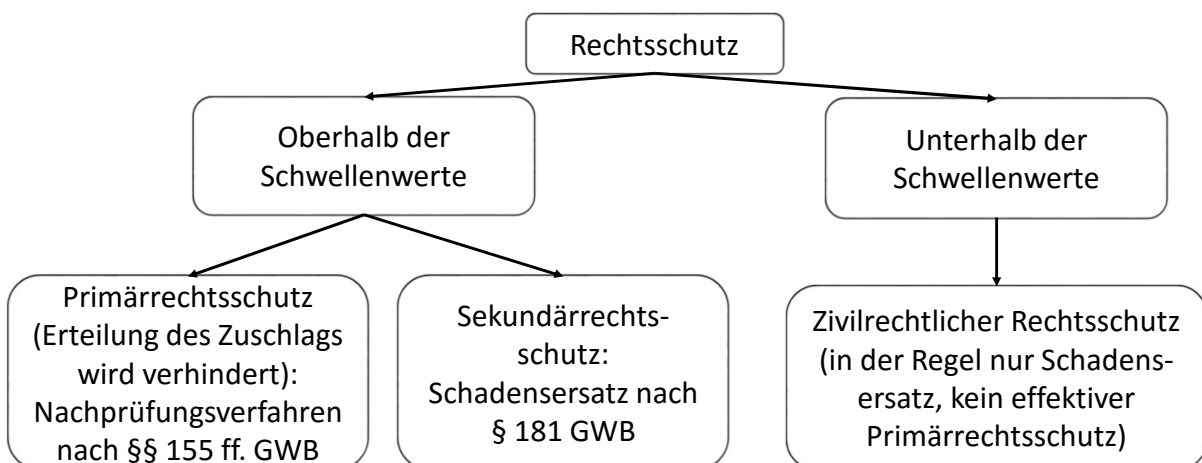 Rechtsschutz
Oberhalb der
Schwellenwerte
Unterhalb der
Schwellenwerte
Primärrechtsschutz
(Erteilung des Zuschlags
wird verhindert):
Nachprüfungsverfahren
nach §§ 155 ff. GWB
Sekundärrechts-
schutz:
Schadensersatz nach
§ 181 GWB
Zivilrechtlicher Rechtsschutz
(in der Regel nur Schadens-
ersatz, kein effektiver
Primärrechtsschutz)